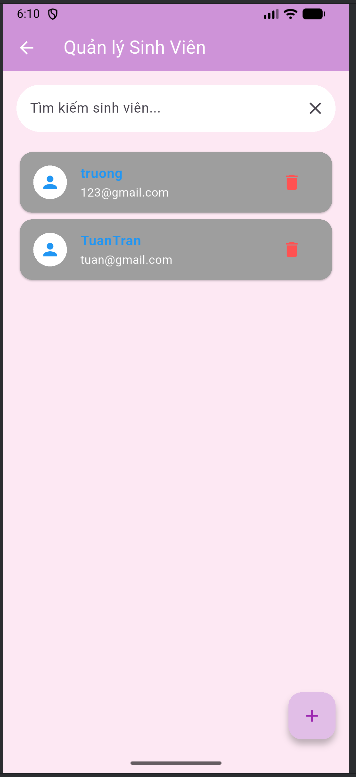 6:10
Quản lý Sinh Viên
Tìm kiếm sinh viên...
truong
123@gmail.com
TuanTran
tuan@gmail.com